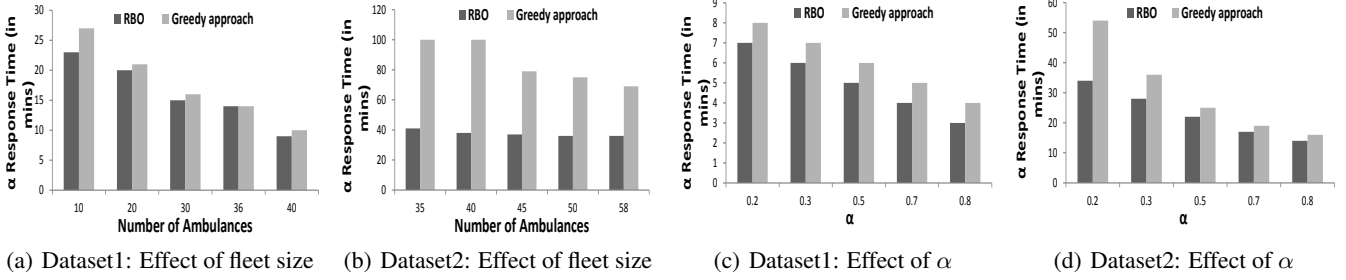 α Response Time (in mins)
30
25
20
15
10
5
0
RBO Greedy approach
10 20 30 36 40
Number of Ambulances
(a) Dataset1: Effect of fleet size
α Response Time (in mins)
120
100
80
60
40
20
0
RBO Greedy approach
35 40 45 50 58
Number of Ambulances
(b) Dataset2: Effect of fleet size
α Response Time (in mins)
9
8
7
6
5
4
3
2
1
0
RBO Greedy approach
0.2 0.3 0.5 0.7 0.8
α
(c) Dataset1: Effect of α
α Response Time (in mins)
60
50
40
30
20
10
0
RBO Greedy approach
0.2 0.3 0.5 0.7 0.8
α
(d) Dataset2: Effect of α